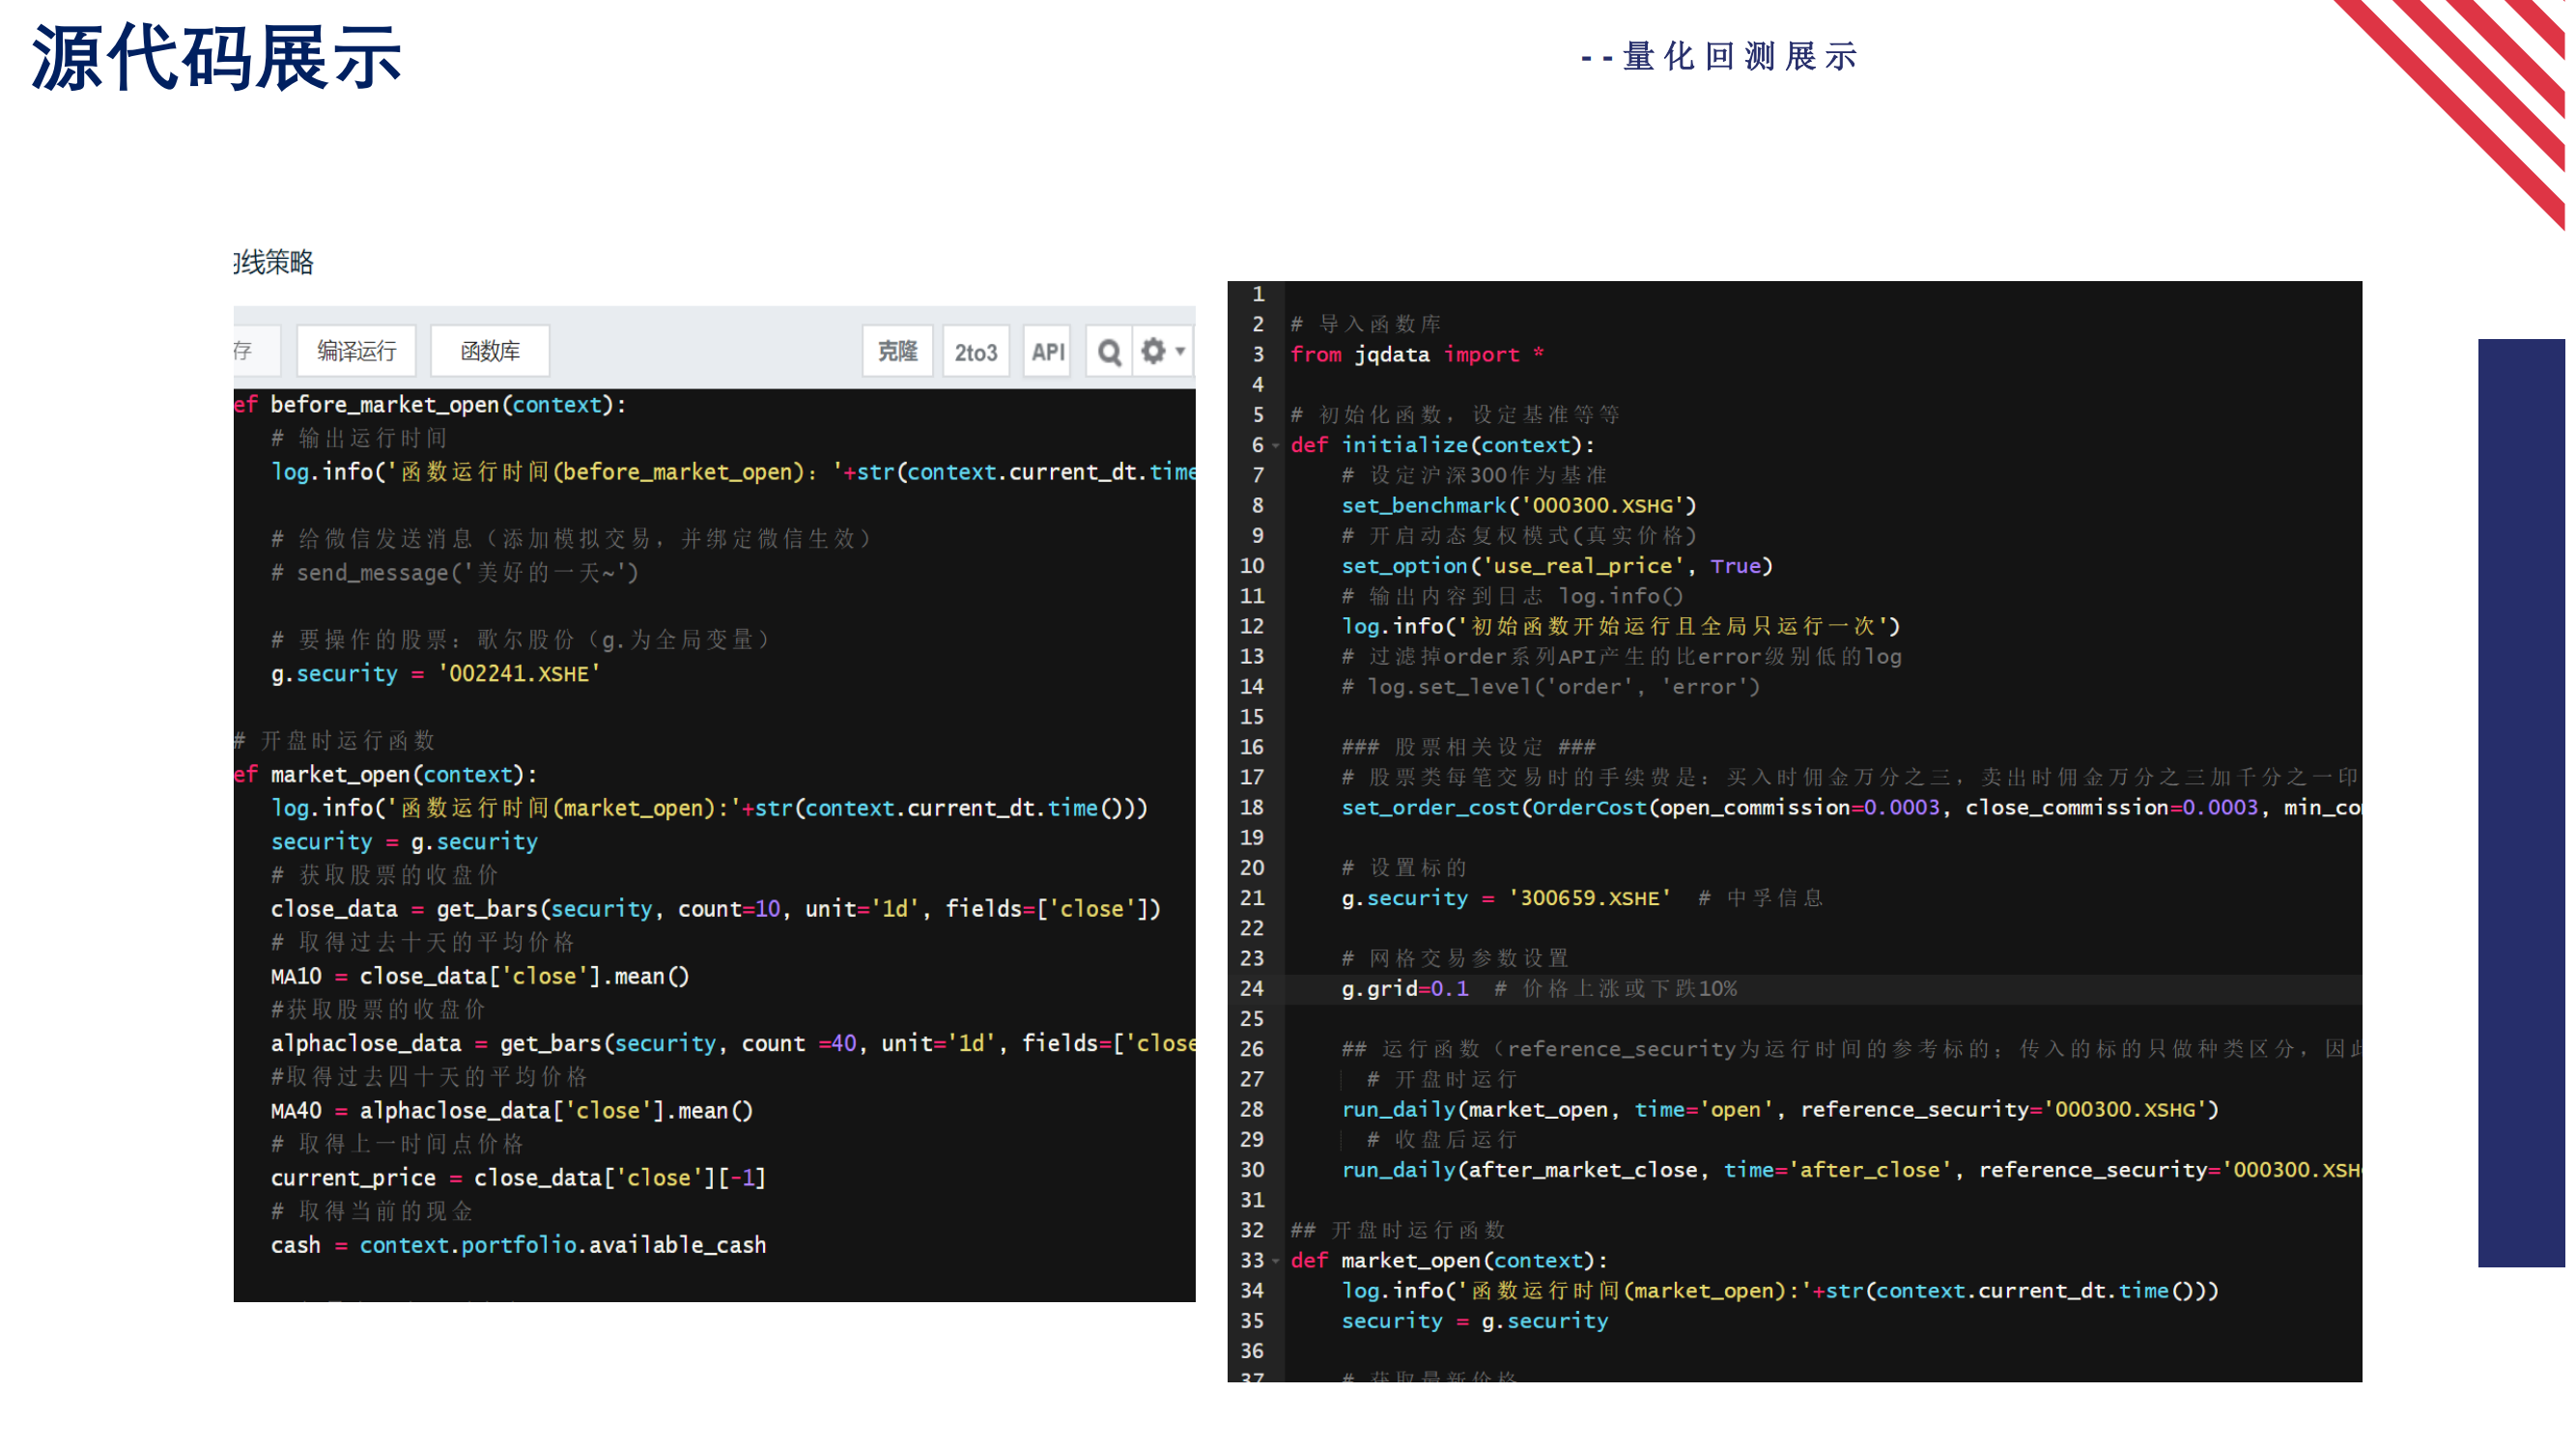 源代码展示
--量化回测展示
线策略
存 编译运行 函数库 克隆 2to3 API
ef before_market_open(context):
# 输出运行时间
log.info('函数运行时间(before_market_open)：'+str(context.current_dt.time
# 给微信发送消息（添加模拟交易，并绑定微信生效）
# send_message('美好的一天~')
# 要操作的股票：歌尔股份（g.为全局变量）
g.security = '002241.XSHE'
# 开盘时运行函数
ef market_open(context):
log.info('函数运行时间(market_open):'+str(context.current_dt.time()))
security = g.security
# 获取股票的收盘价
close_data = get_bars(security, count=10, unit='1d', fields=['close'])
# 取得过去十天的平均价格
MA10 = close_data['close'].mean()
#获取股票的收盘价
alphaclose_data = get_bars(security, count =40, unit='1d', fields=['close
#取得过去四十天的平均价格
MA40 = alphaclose_data['close'].mean()
# 取得上一时间点价格
current_price = close_data['close'][-1]
# 取得当前的现金
cash = context.portfolio.available_cash
1
2 # 导入函数库
3 from jqdata import *
4
5 # 初始化函数，设定基准等等
6 def initialize(context):
7 # 设定沪深300作为基准
8 set_benchmark('000300.XSHG')
9 # 开启动态复权模式(真实价格)
10 set_option('use_real_price', True)
11 # 输出内容到日志 log.info()
12 log.info('初始函数开始运行且全局只运行一次')
13 # 过滤掉order系列API产生的比error级别低的log
14 # log.set_level('order', 'error')
15
16 ### 股票相关设定 ###
17 # 股票类每笔交易时的手续费是：买入时佣金万分之三，卖出时佣金万分之三加千分之一印
18 set_order_cost(OrderCost(open_commission=0.0003, close_commission=0.0003, min_co
19
20 # 设置标的
21 g.security = '300659.XSHE' # 中孚信息
22
23 # 网格交易参数设置
24 g.grid=0.1 # 价格上涨或下跌10%
25
26 ## 运行函数（reference_security为运行时间的参考标的；传入的标的只做种类区分，因此
27 # 开盘时运行
28 run_daily(market_open, time='open', reference_security='000300.XSHG')
29 # 收盘后运行
30 run_daily(after_market_close, time='after_close', reference_security='000300.XSH
31
32 ## 开盘时运行函数
33 def market_open(context):
34 log.info('函数运行时间(market_open):'+str(context.current_dt.time()))
35 security = g.security
36
37 # 获取最新价格